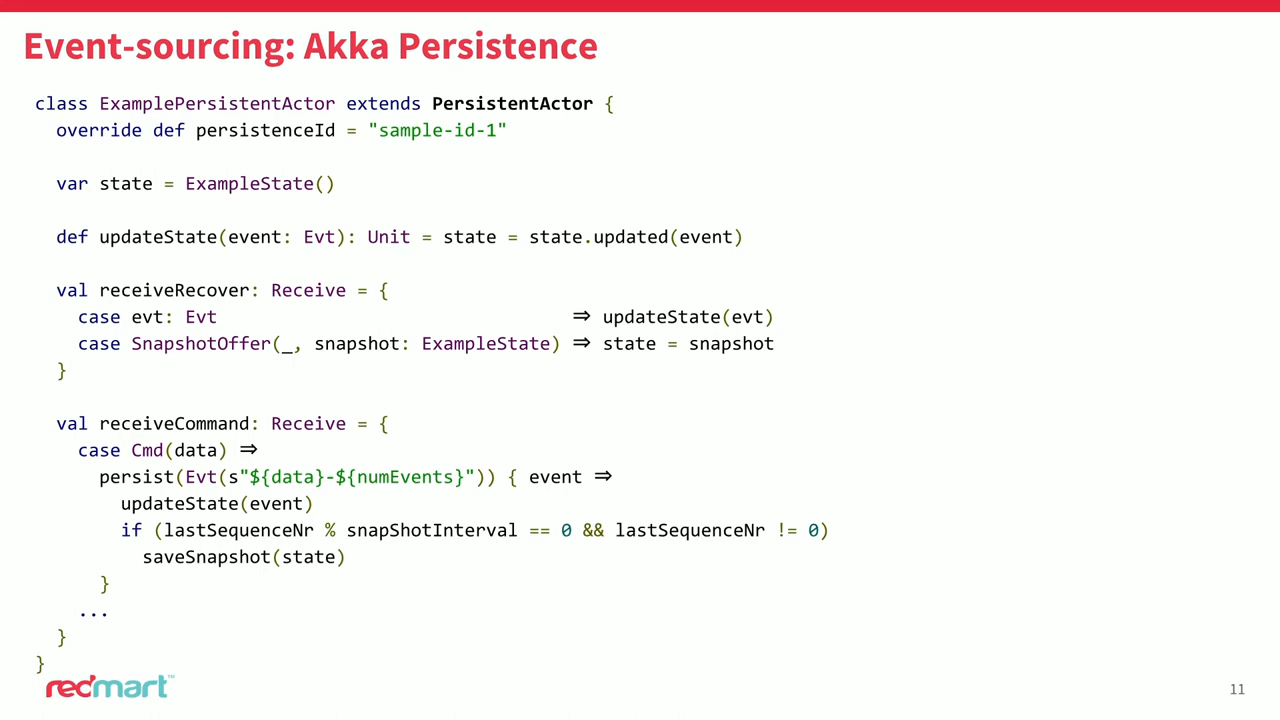 Event-sourcing: Akka Persistence
class ExamplePersistentActor extends PersistentActor {
  override def persistenceId = "sample-id-1"

  var state = ExampleState()

  def updateState(event: Evt): Unit = state = state.updated(event)

  val receiveRecover: Receive = {
    case evt: Evt                                 ⇒ updateState(evt)
    case SnapshotOffer(_, snapshot: ExampleState) ⇒ state = snapshot
  }

  val receiveCommand: Receive = {
    case Cmd(data) ⇒
      persist(Evt(s"${data}-${numEvents}")) { event ⇒
        updateState(event)
        if (lastSequenceNr % snapShotInterval == 0 && lastSequenceNr != 0)
          saveSnapshot(state)
      }
    ...
  }
}
redmart™
11